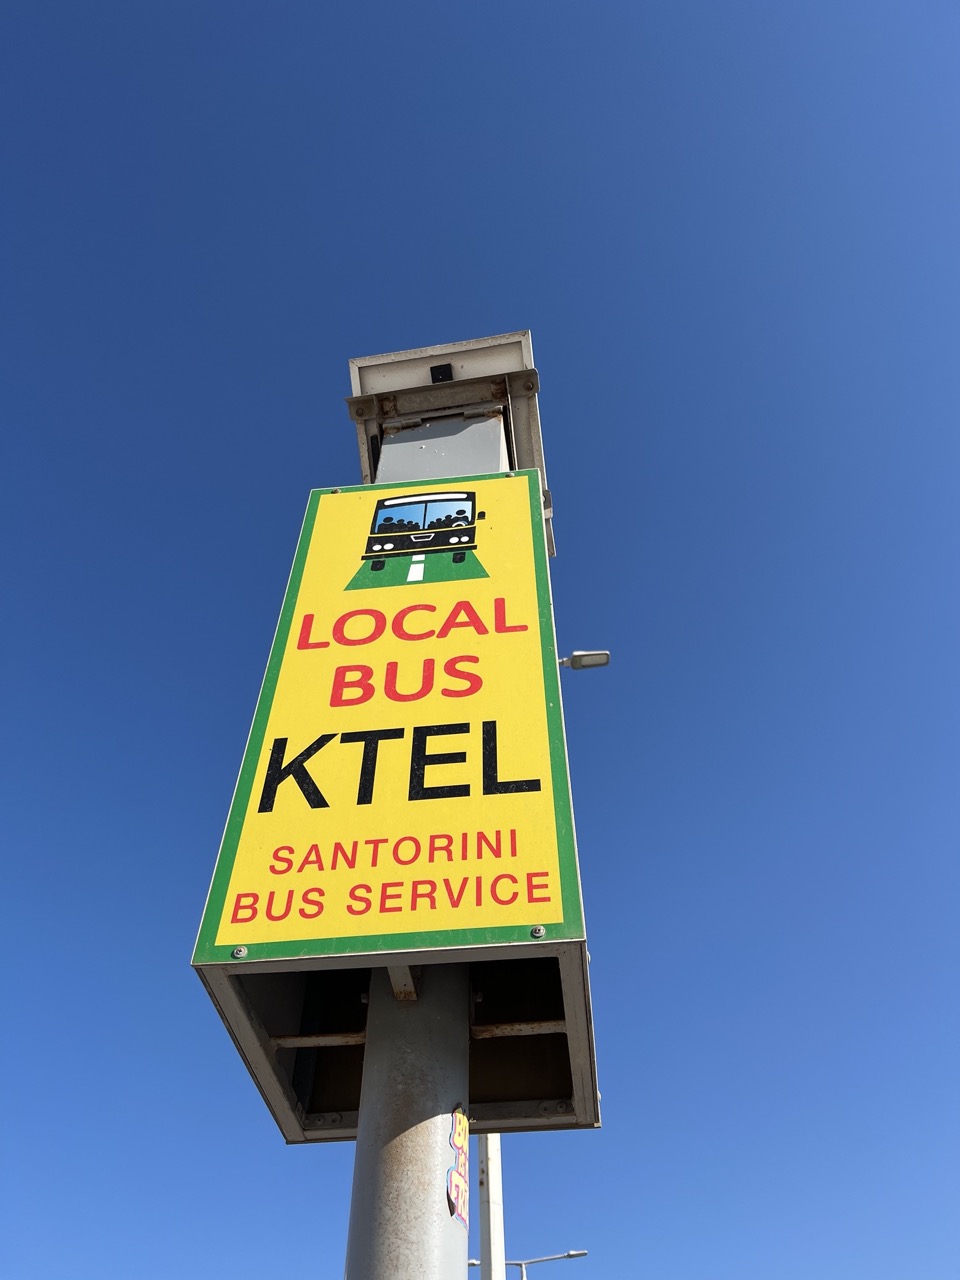 LOCAL
BUS
KTEL
SANTORINI
BUS SERVICE